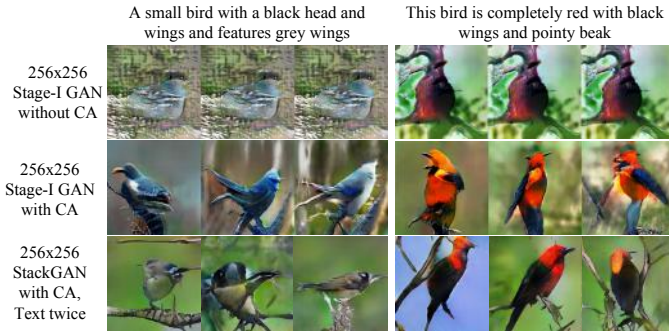 A small bird with a black head and
wings and features grey wings
This bird is completely red with black
wings and pointy beak
256x256
Stage-I GAN
without CA
256x256
Stage-I GAN
with CA
256x256
StackGAN
with CA,
Text twice